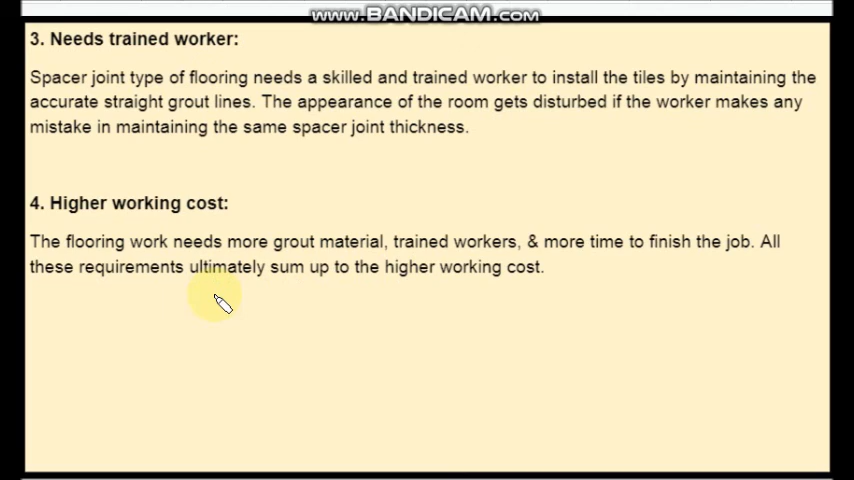 www.BANDICAM.com
3. Needs trained worker:
Spacer joint type of flooring needs a skilled and trained worker to install the tiles by maintaining the
accurate straight grout lines. The appearance of the room gets disturbed if the worker makes any
mistake in maintaining the same spacer joint thickness.
4. Higher working cost:
The flooring work needs more grout material, trained workers, & more time to finish the job. All
these requirements ultimately sum up to the higher working cost.